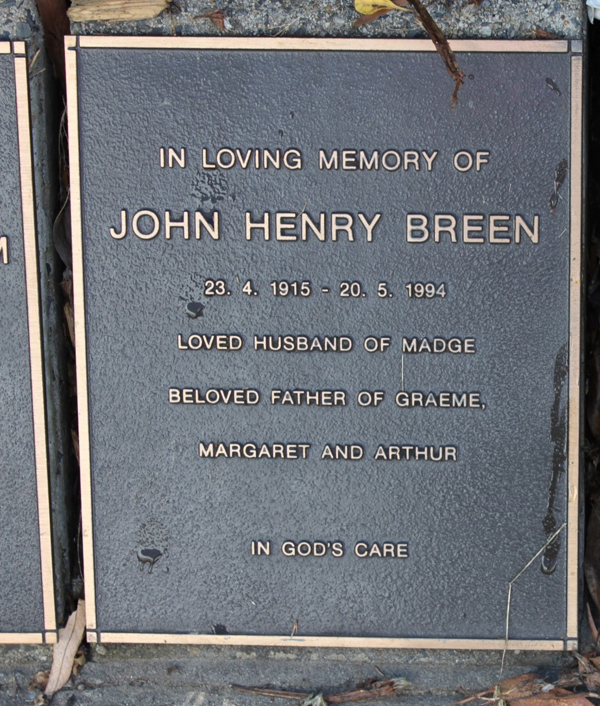 IN LOVING MEMORY OF
JOHN HENRY BREEN
23. 4. 1915 - 20. 5. 1994
LOVED HUSBAND OF MADGE
BELOVED FATHER OF GRAEME,
MARGARET AND ARTHUR
IN GOD'S CARE